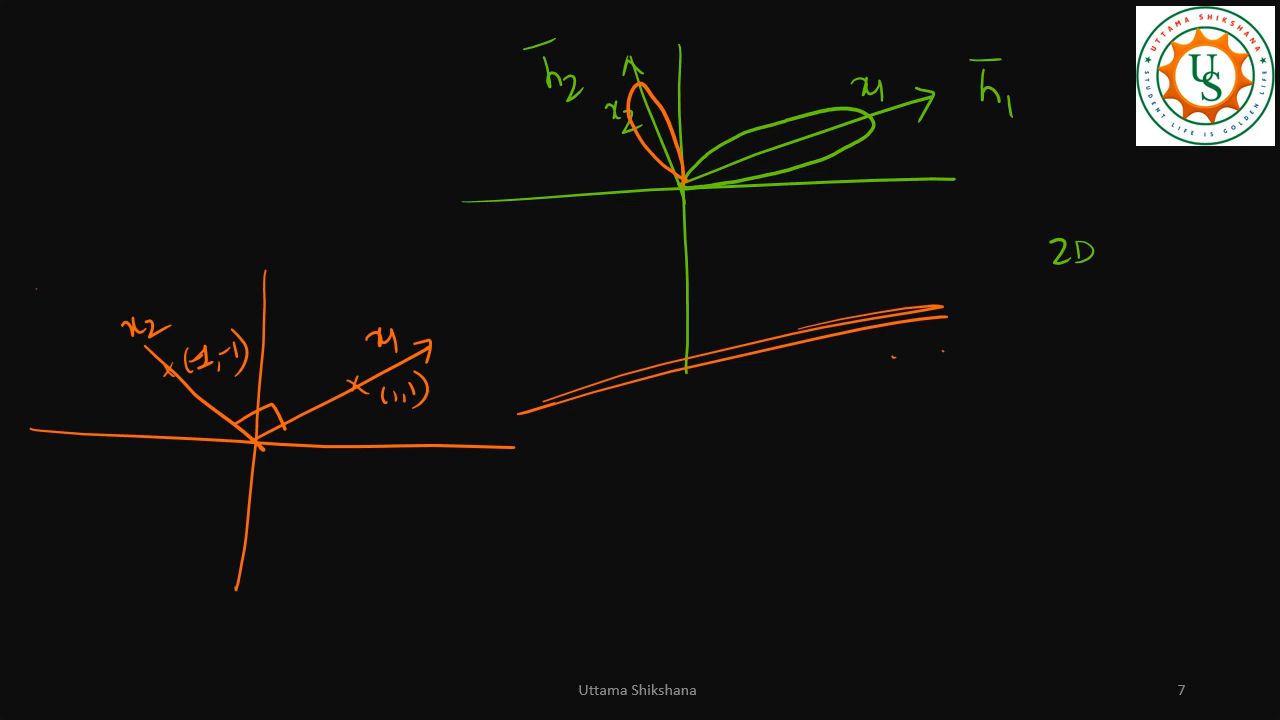 h̅2
x2
x1
h̅1
2D
x2
(-1,-1)
x1
(1,1)
UTTAMA SHIKSHANA
US
STUDENT LIFE IS GOLDEN LIFE
Uttama Shikshana
7